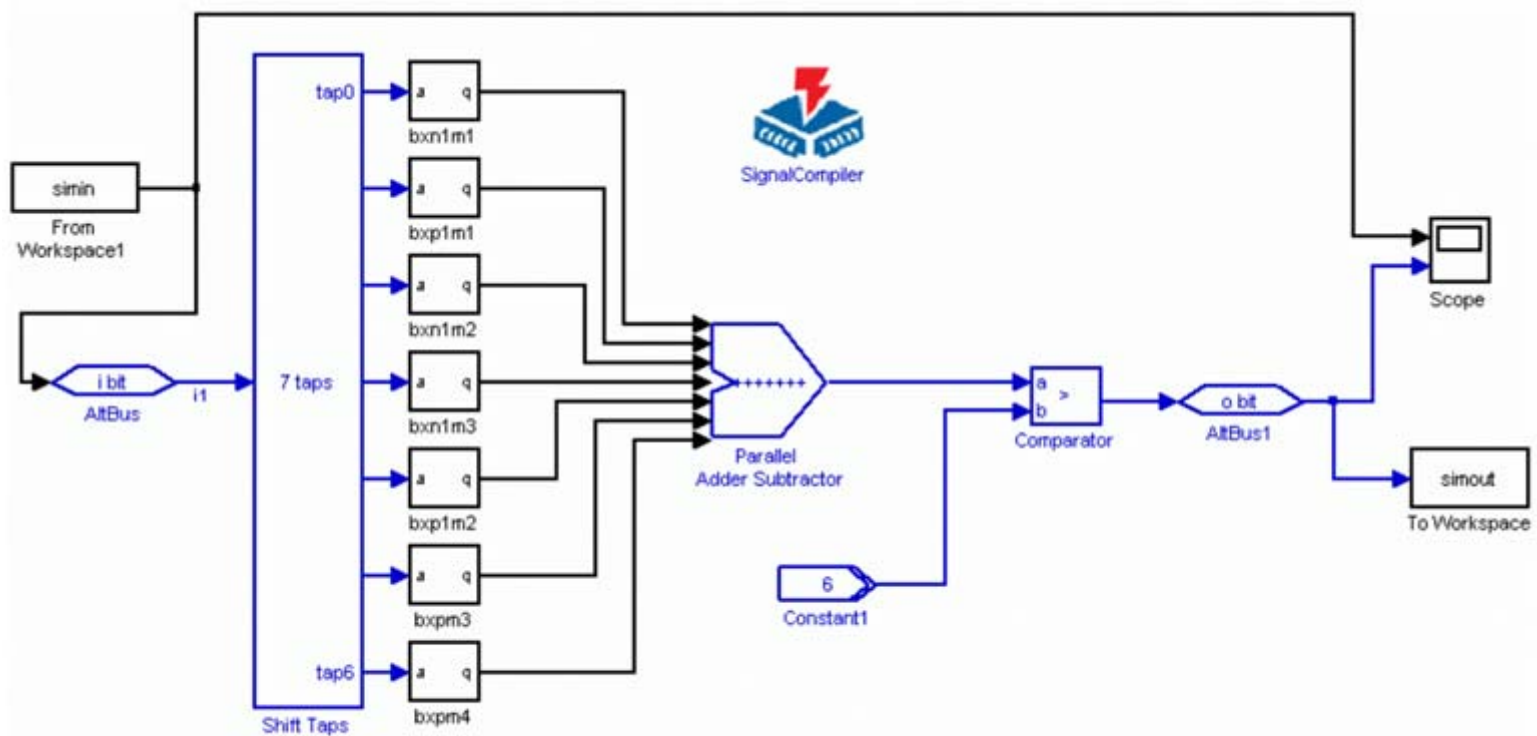 simin
From
Workspace1
i bit
AltBus
i1
tap0
7 taps
tap6
Shift Taps
a q
bxn1m1
a q
bxp1m1
a q
bxn1m2
a q
bxn1m3
a q
bxp1m2
a q
bxpm3
a q
bxpm4
SignalCompiler
+++++++
Parallel
Adder Subtractor
6
Constant1
a
>
b
Comparator
o bit
AltBus1
Scope
simout
To Workspace